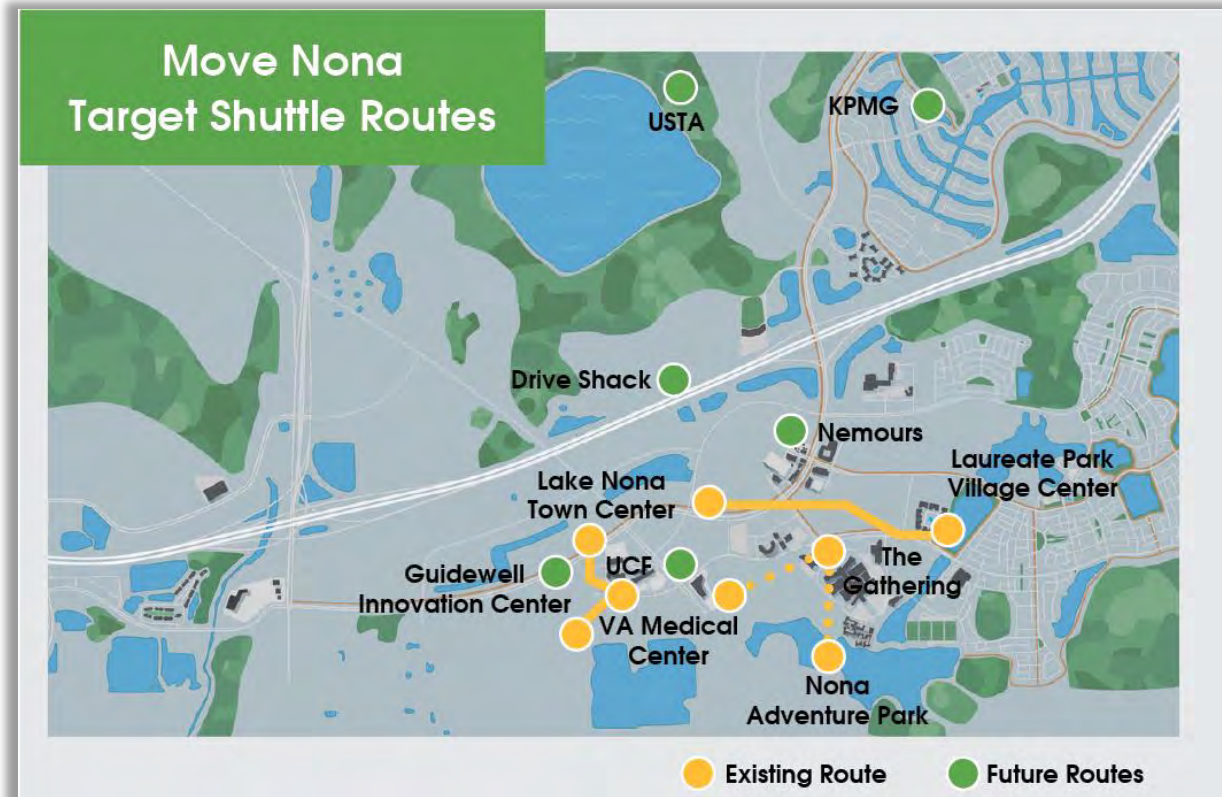 Move Nona
Target Shuttle Routes
USTA
KPMG
Drive Shack
Nemours
Lake Nona
Town Center
Laureate Park
Village Center
Guidewell
Innovation Center
UCF
The
Gathering
VA Medical
Center
Nona
Adventure Park
Existing Route
Future Routes